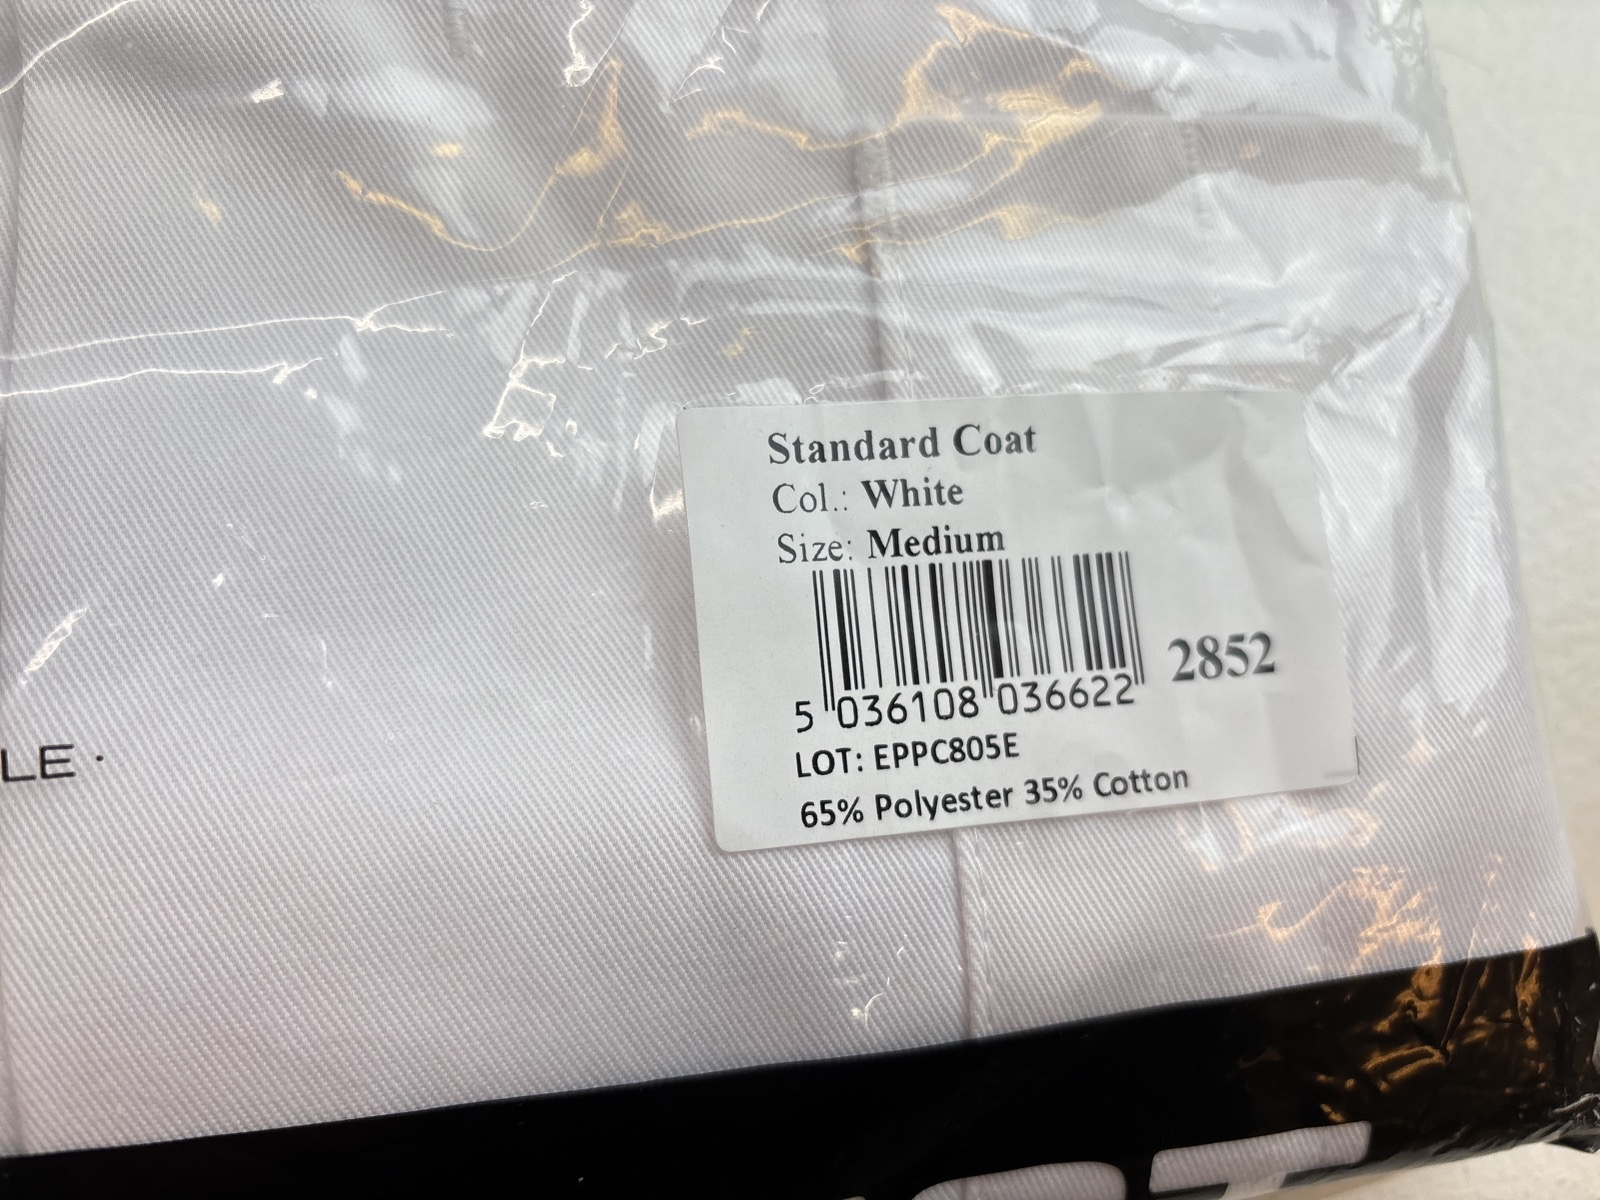 Standard Coat
Col.: White
Size: Medium
2852
5 036108 036622
LOT: EPPC805E
65% Polyester 35% Cotton
LE ·